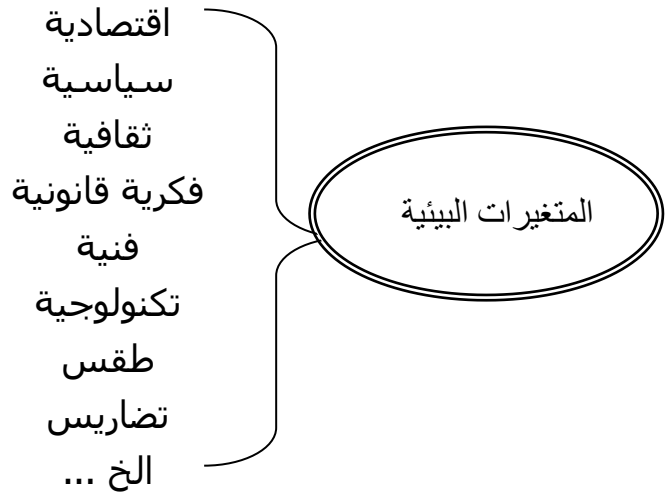 المتغيرات البيئية
اقتصادية
سياسية
ثقافية
فكرية قانونية
فنية
تكنولوجية
طقس
تضاريس
الخ ...